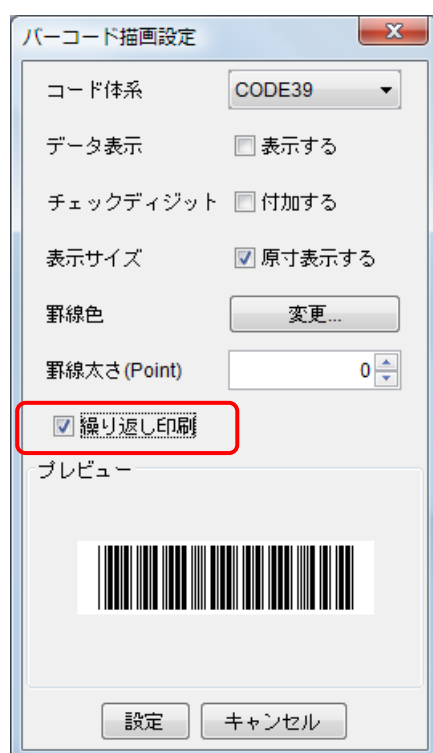 バーコード描画設定
コード体系 CODE39
データ表示 表示する
チェックディジット 付加する
表示サイズ 原寸表示する
罫線色 変更...
罫線太さ(Point) 0
繰り返し印刷
プレビュー
設定 キャンセル